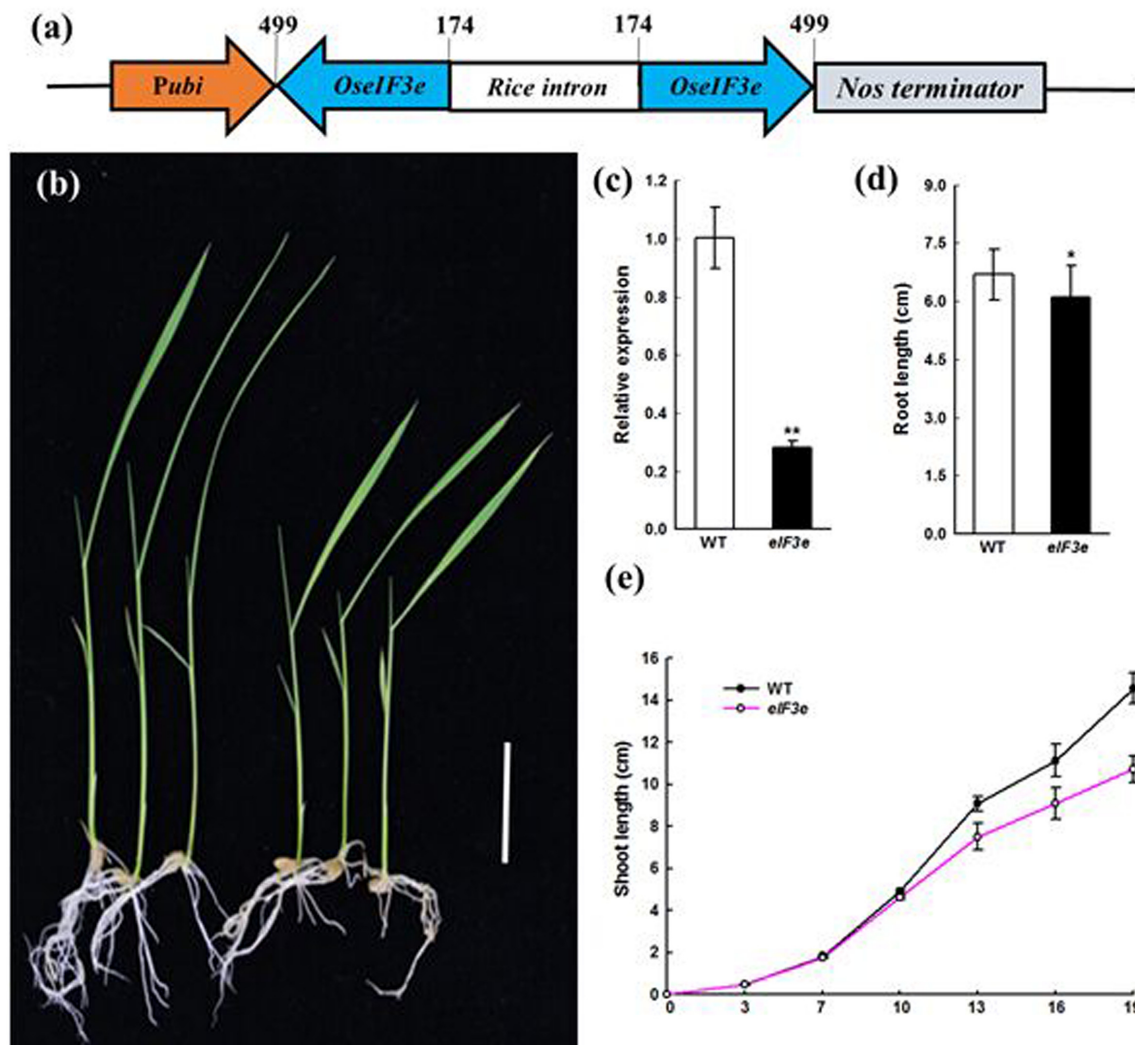 (a)
499 174 174 499
Pubi OseIF3e Rice intron OseIF3e Nos terminator
(b)
(c)
Relative expression
1.2
1.0
0.8
0.6
0.4
0.2
0.0
**
WT eIF3e
(d)
Root length (cm)
9.0
7.5
6.0
4.5
3.0
1.5
0.0
*
WT eIF3e
(e)
Shoot length (cm)
16
14
12
10
8
6
4
2
0
WT
eIF3e
0 3 7 10 13 16 19